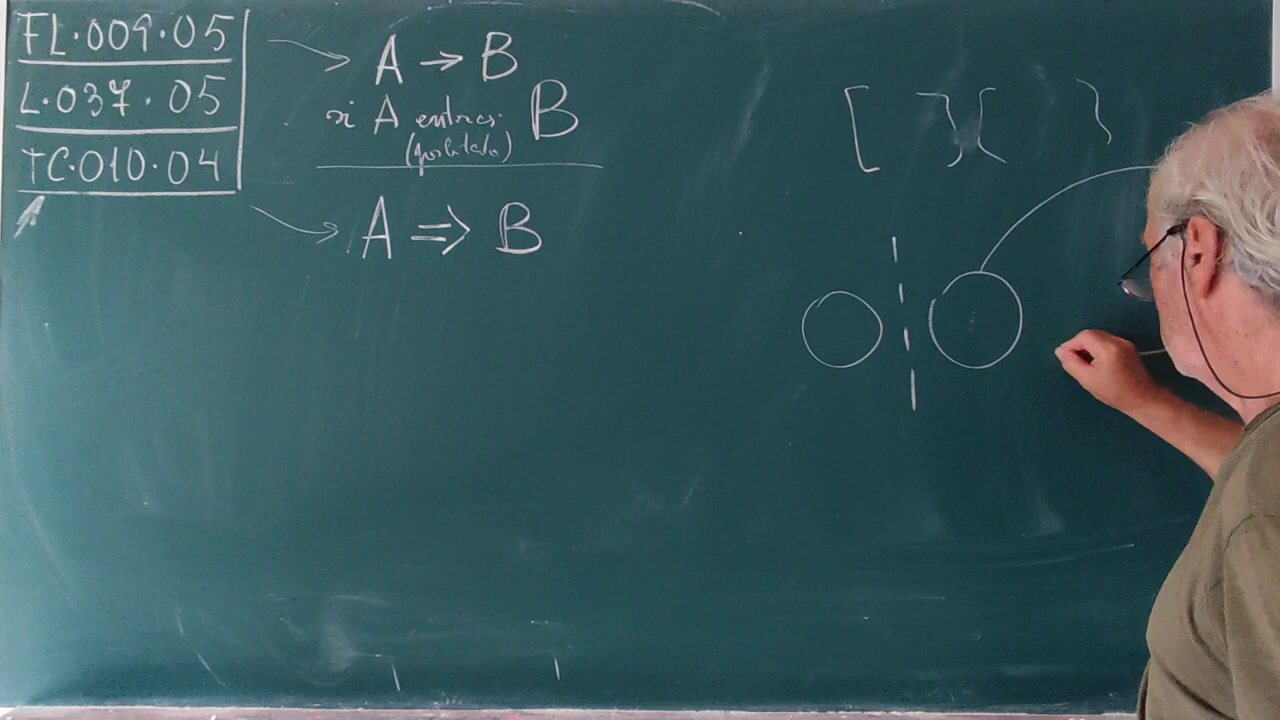 FL·009·05
L·037·05
TC·010·04
A → B
si A entonces B
A ⇒ B
[ }{ }